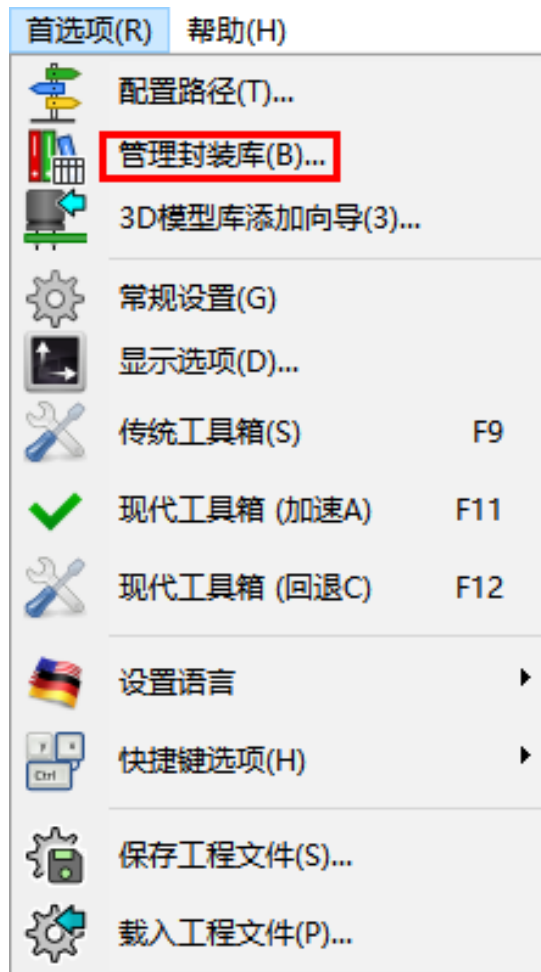 首选项(R) 帮助(H)
配置路径(T)...
管理封装库(B)...
3D模型库添加向导(3)...
常规设置(G)
显示选项(D)...
传统工具箱(S) F9
现代工具箱 (加速A) F11
现代工具箱 (回退C) F12
设置语言
快捷键选项(H)
Ctrl
保存工程文件(S)...
载入工程文件(P)...